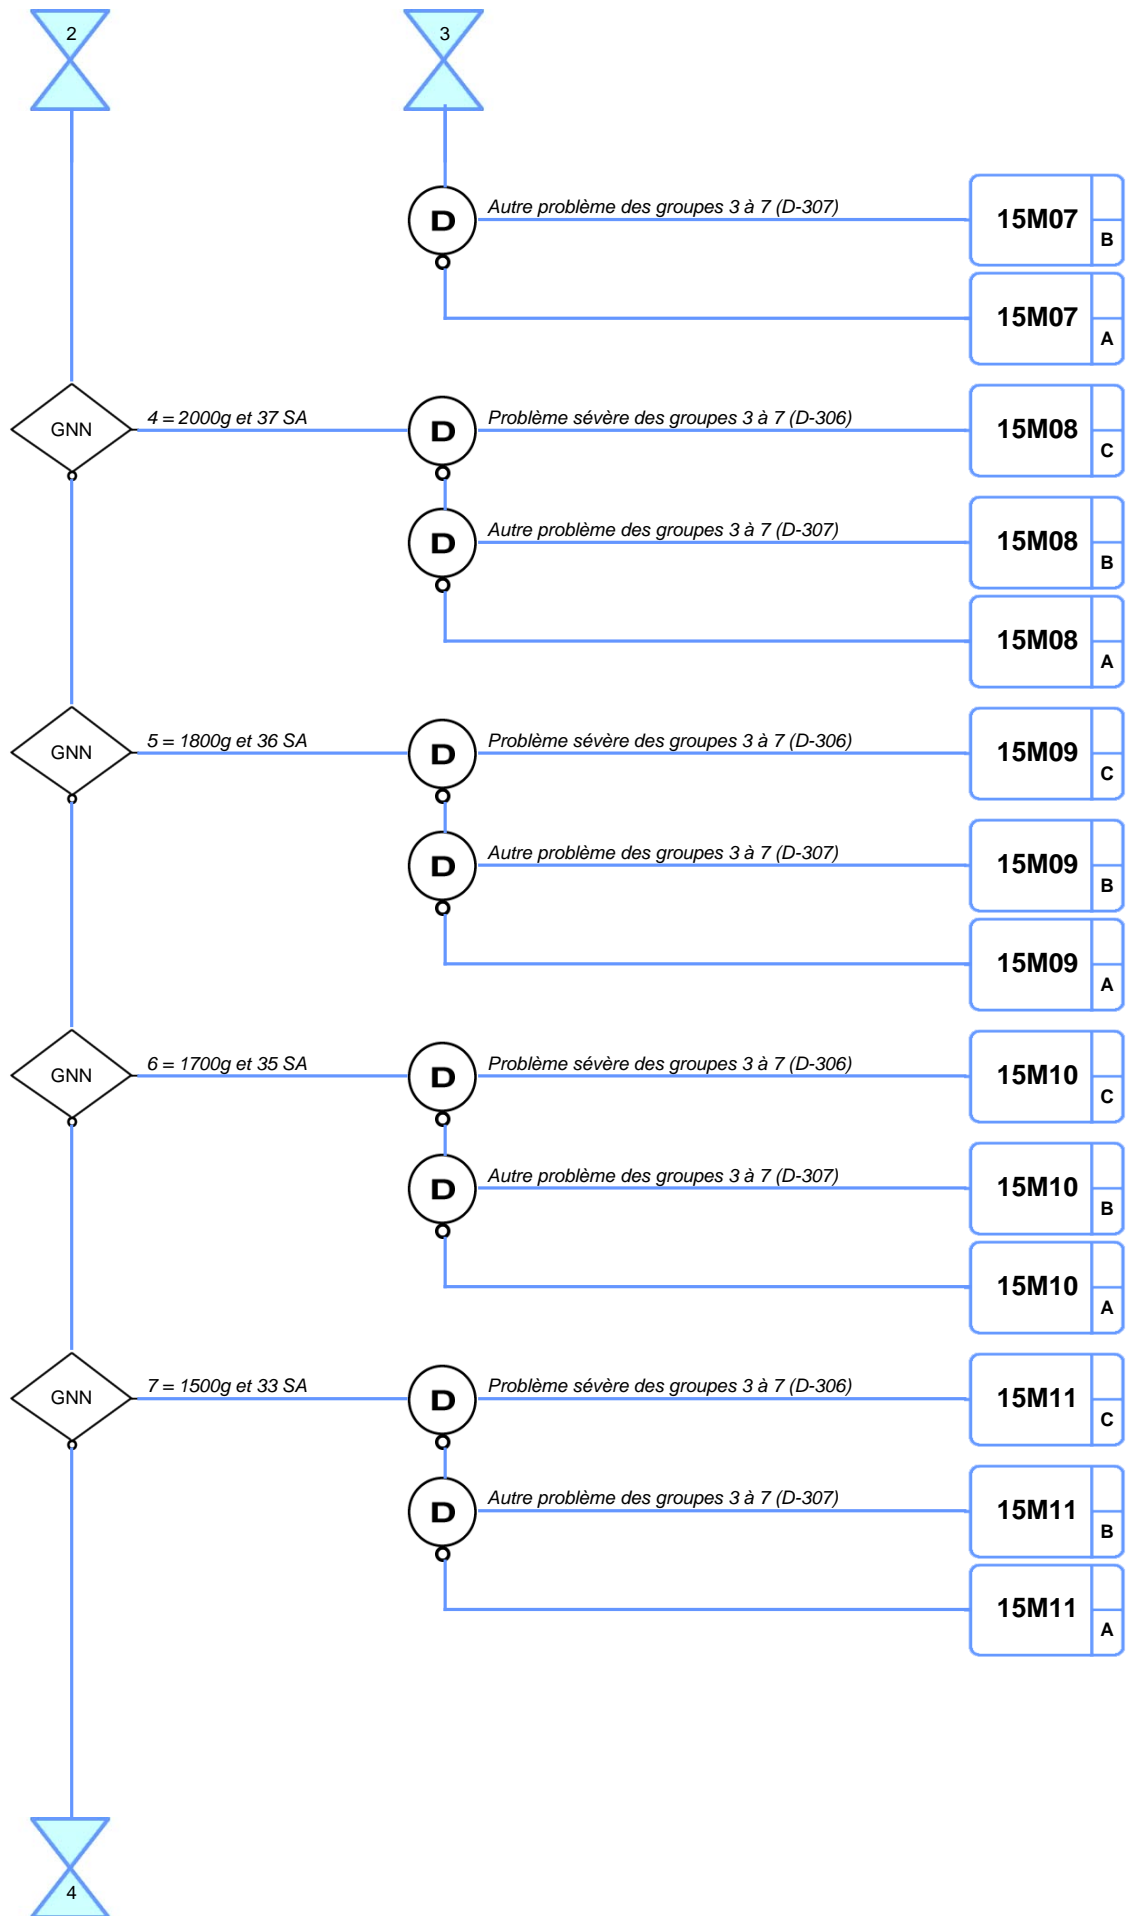 2
3
D
Autre problème des groupes 3 à 7 (D-307)
15M07
B
15M07
A
GNN
4 = 2000g et 37 SA
D
Problème sévère des groupes 3 à 7 (D-306)
15M08
C
D
Autre problème des groupes 3 à 7 (D-307)
15M08
B
15M08
A
GNN
5 = 1800g et 36 SA
D
Problème sévère des groupes 3 à 7 (D-306)
15M09
C
D
Autre problème des groupes 3 à 7 (D-307)
15M09
B
15M09
A
GNN
6 = 1700g et 35 SA
D
Problème sévère des groupes 3 à 7 (D-306)
15M10
C
D
Autre problème des groupes 3 à 7 (D-307)
15M10
B
15M10
A
GNN
7 = 1500g et 33 SA
D
Problème sévère des groupes 3 à 7 (D-306)
15M11
C
D
Autre problème des groupes 3 à 7 (D-307)
15M11
B
15M11
A
4